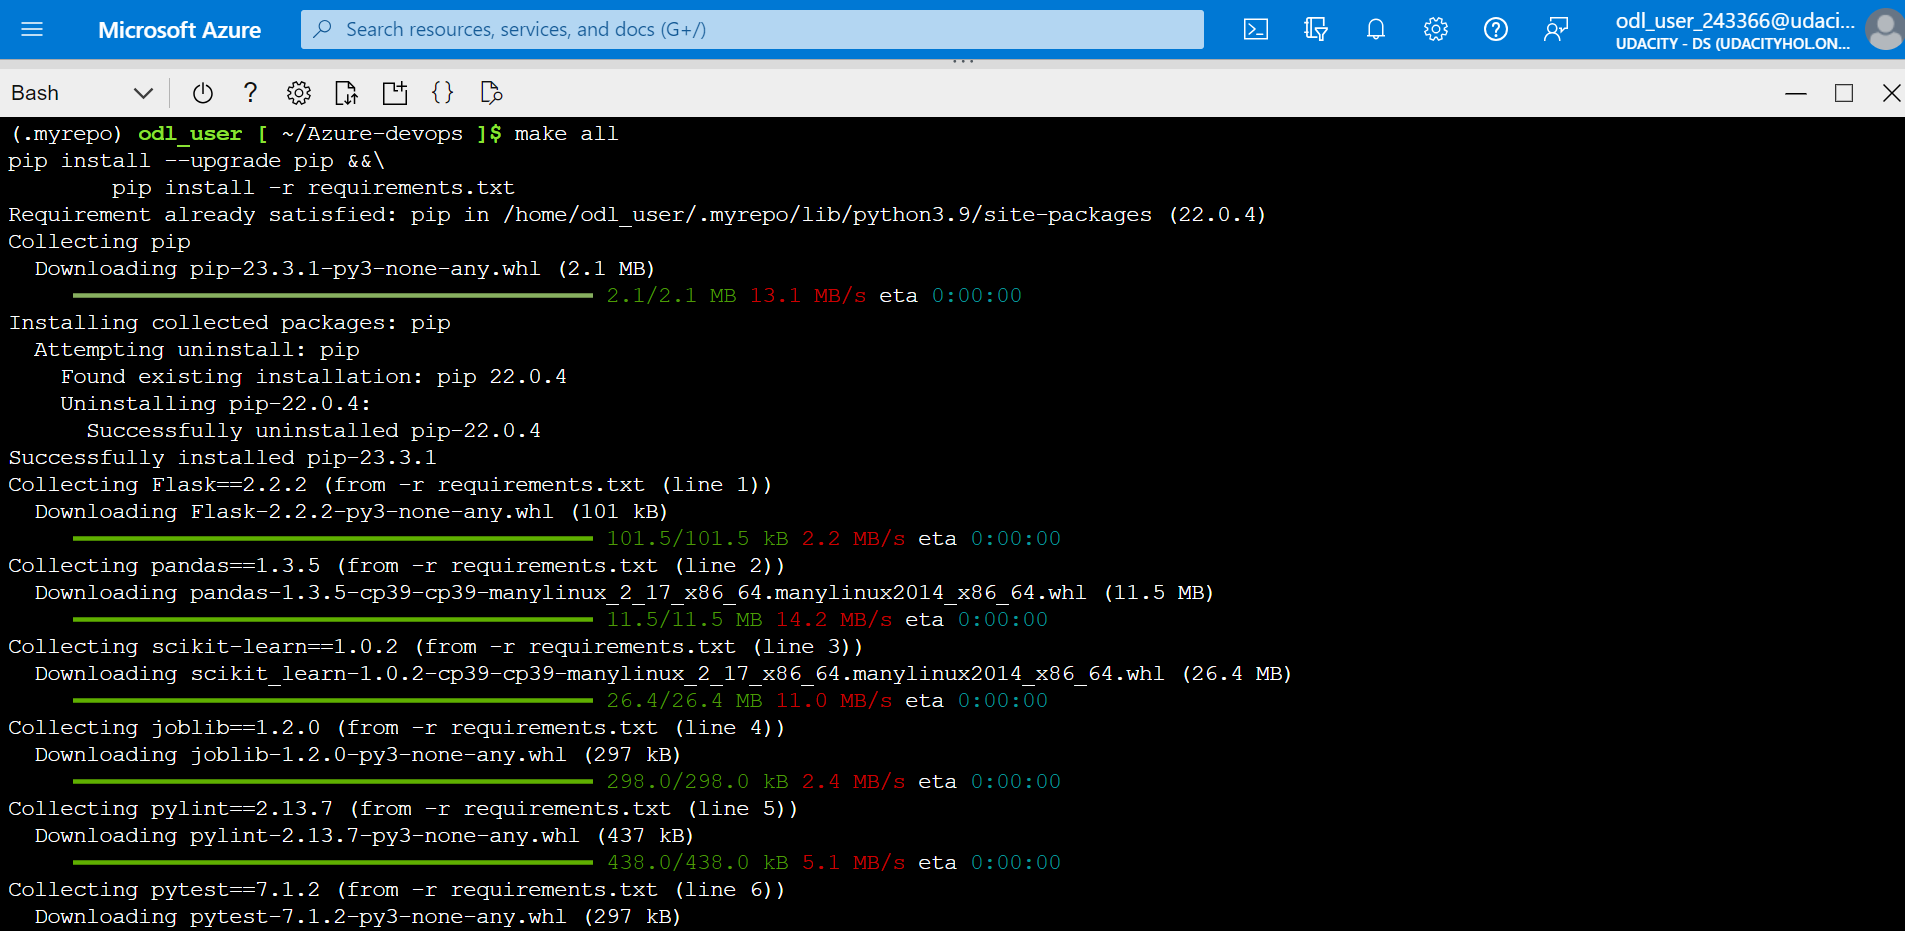 Microsoft Azure
Search resources, services, and docs (G+/)
odl_user_243366@udaci...
UDACITY - DS (UDACITYHOL.ON...
Bash
(.myrepo) odl_user [ ~/Azure-devops ]$ make all
pip install --upgrade pip &&\
pip install -r requirements.txt
Requirement already satisfied: pip in /home/odl_user/.myrepo/lib/python3.9/site-packages (22.0.4)
Collecting pip
Downloading pip-23.3.1-py3-none-any.whl (2.1 MB)
2.1/2.1 MB 13.1 MB/s eta 0:00:00
Installing collected packages: pip
Attempting uninstall: pip
Found existing installation: pip 22.0.4
Uninstalling pip-22.0.4:
Successfully uninstalled pip-22.0.4
Successfully installed pip-23.3.1
Collecting Flask==2.2.2 (from -r requirements.txt (line 1))
Downloading Flask-2.2.2-py3-none-any.whl (101 kB)
101.5/101.5 kB 2.2 MB/s eta 0:00:00
Collecting pandas==1.3.5 (from -r requirements.txt (line 2))
Downloading pandas-1.3.5-cp39-cp39-manylinux_2_17_x86_64.manylinux2014_x86_64.whl (11.5 MB)
11.5/11.5 MB 14.2 MB/s eta 0:00:00
Collecting scikit-learn==1.0.2 (from -r requirements.txt (line 3))
Downloading scikit_learn-1.0.2-cp39-cp39-manylinux_2_17_x86_64.manylinux2014_x86_64.whl (26.4 MB)
26.4/26.4 MB 11.0 MB/s eta 0:00:00
Collecting joblib==1.2.0 (from -r requirements.txt (line 4))
Downloading joblib-1.2.0-py3-none-any.whl (297 kB)
298.0/298.0 kB 2.4 MB/s eta 0:00:00
Collecting pylint==2.13.7 (from -r requirements.txt (line 5))
Downloading pylint-2.13.7-py3-none-any.whl (437 kB)
438.0/438.0 kB 5.1 MB/s eta 0:00:00
Collecting pytest==7.1.2 (from -r requirements.txt (line 6))
Downloading pytest-7.1.2-py3-none-any.whl (297 kB)